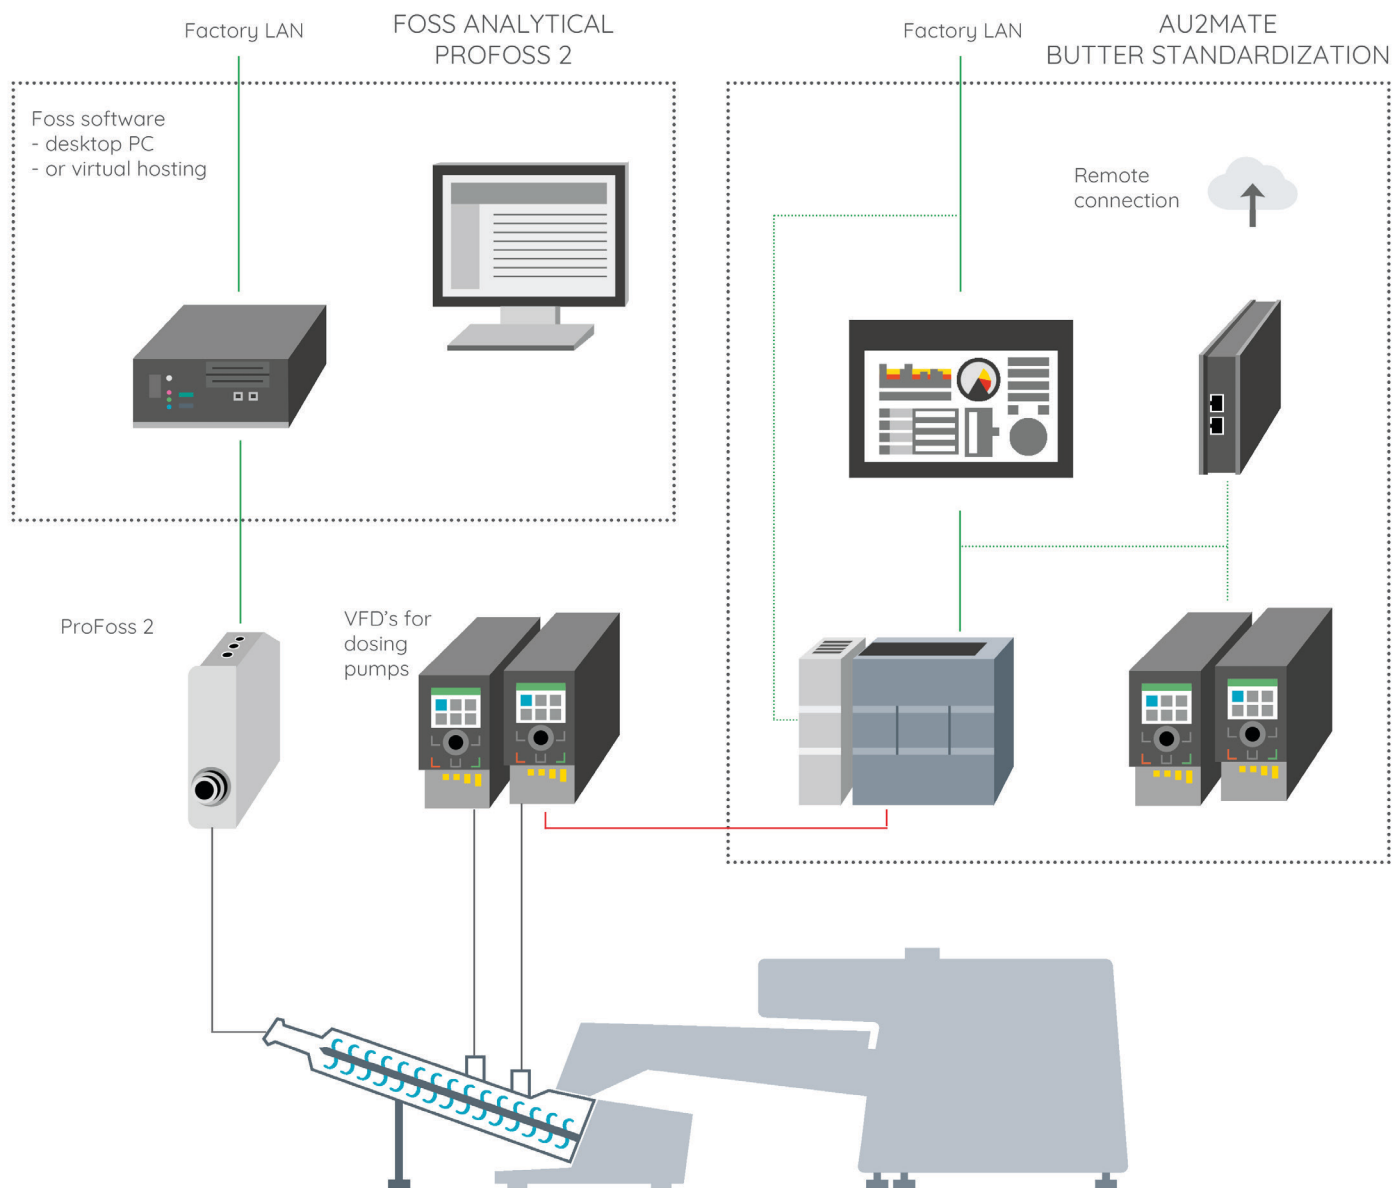 Factory LAN
FOSS ANALYTICAL
PROFOSS 2
Foss software
- desktop PC
- or virtual hosting
Factory LAN
AU2MATE
BUTTER STANDARDIZATION
Remote
connection
ProFoss 2
VFD's for
dosing
pumps